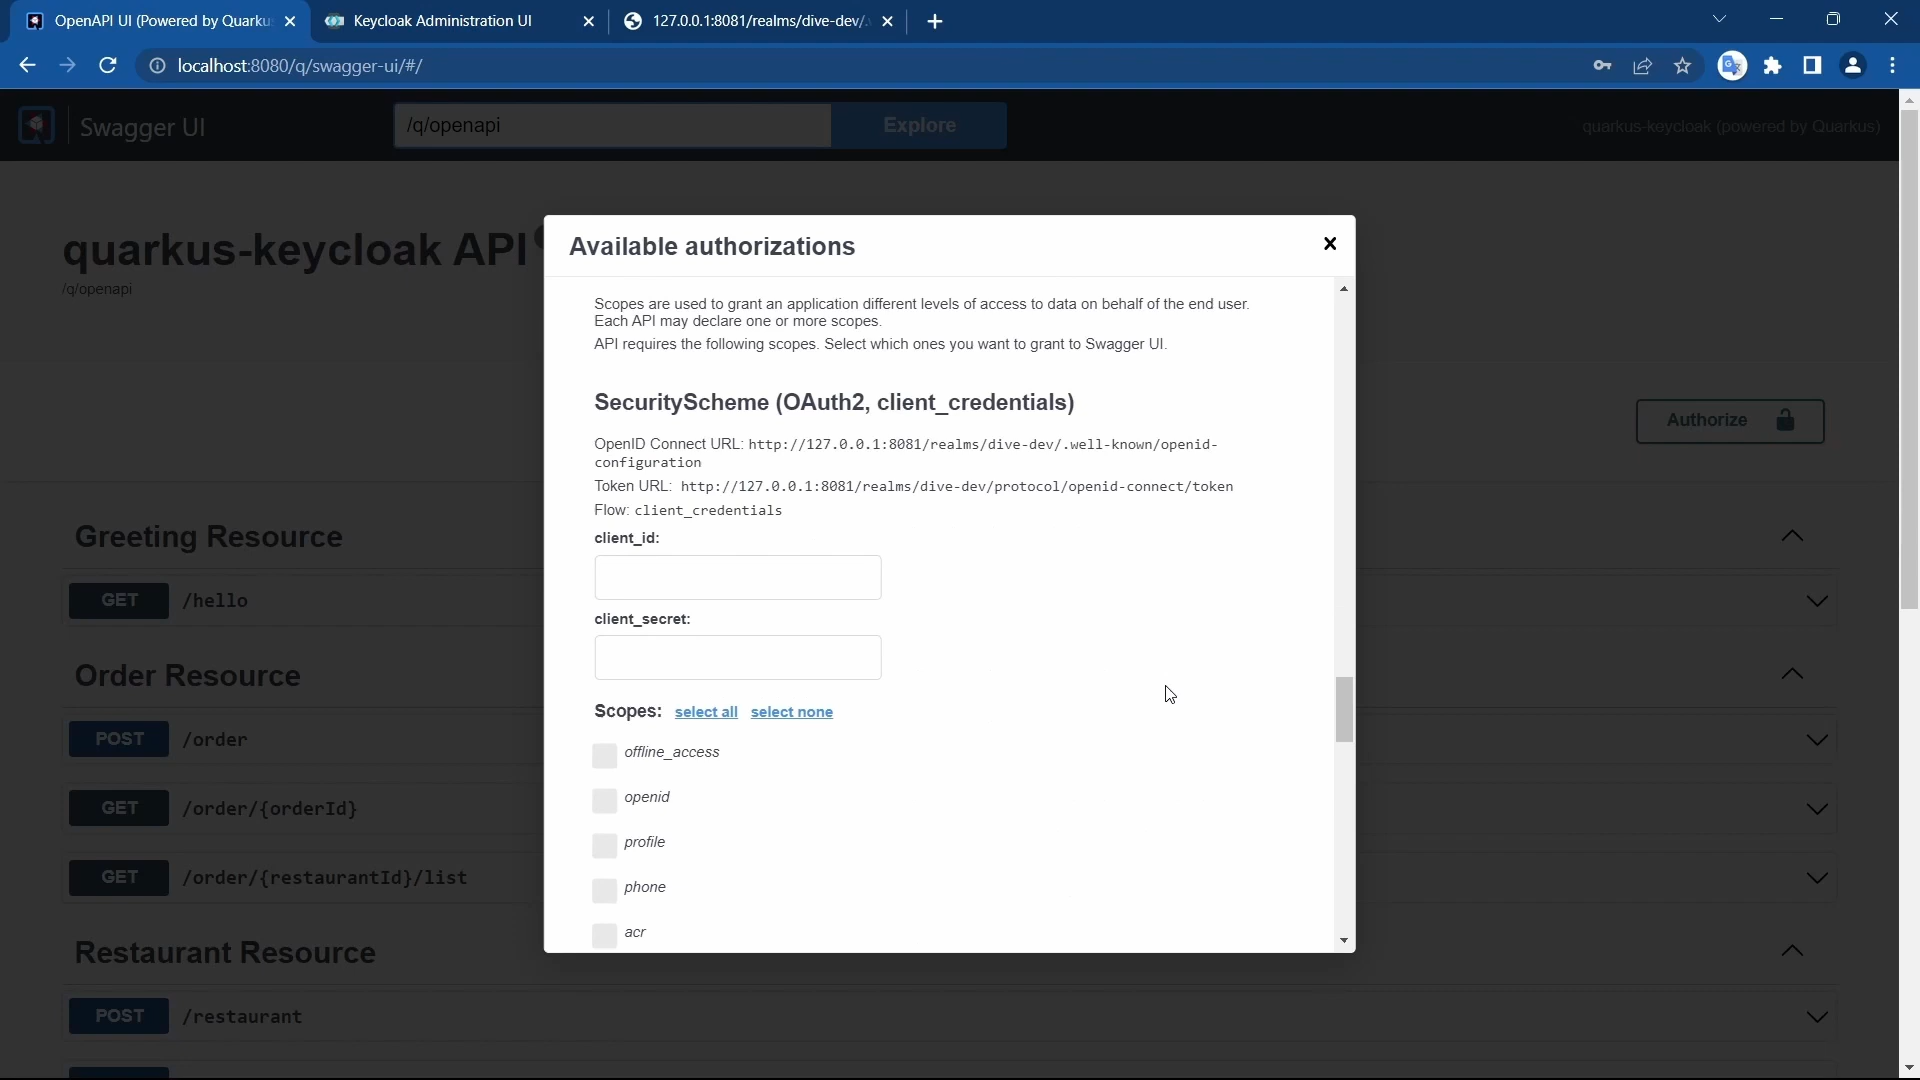 OpenAPI UI (Powered by Quarku
Keycloak Administration UI
127.0.0.1:8081/realms/dive-dev/.
localhost:8080/q/swagger-ui/#/
Swagger UI
/q/openapi
Explore
quarkus-keycloak (powered by Quarkus)
quarkus-keycloak API
/q/openapi
Available authorizations
Scopes are used to grant an application different levels of access to data on behalf of the end user.
Each API may declare one or more scopes.
API requires the following scopes. Select which ones you want to grant to Swagger UI.
SecurityScheme (OAuth2, client_credentials)
OpenID Connect URL: http://127.0.0.1:8081/realms/dive-dev/.well-known/openid-
configuration
Token URL: http://127.0.0.1:8081/realms/dive-dev/protocol/openid-connect/token
Flow: client_credentials
client_id:
client_secret:
Scopes: select all select none
offline_access
openid
profile
phone
acr
Authorize
Greeting Resource
GET /hello
Order Resource
POST /order
GET /order/{orderId}
GET /order/{restaurantId}/list
Restaurant Resource
POST /restaurant